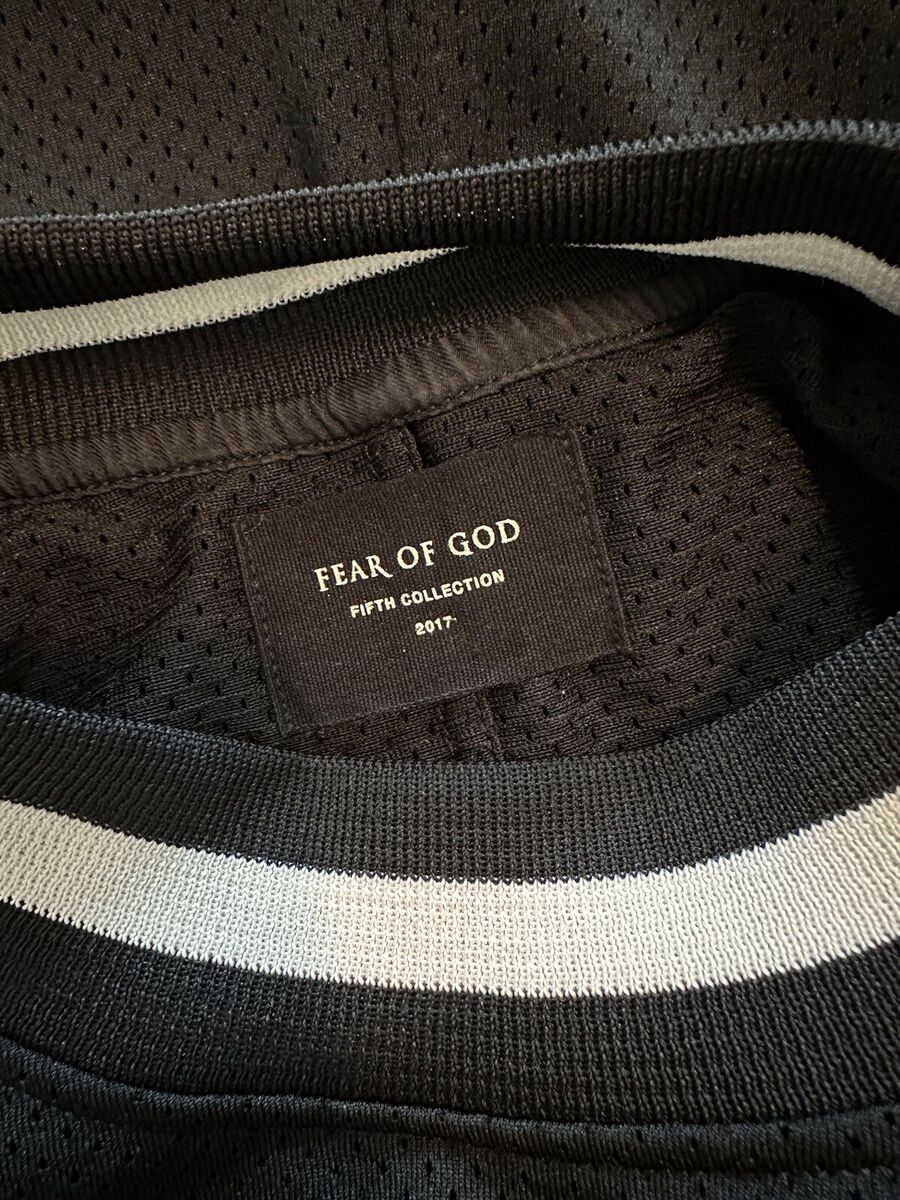 FEAR OF GOD
FIFTH COLLECTION
2017